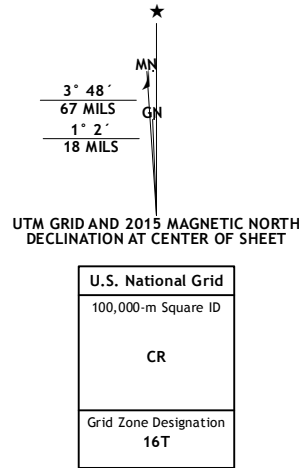 ★
MN
3° 48´
67 MILS
GN
1° 2´
18 MILS
UTM GRID AND 2015 MAGNETIC NORTH
DECLINATION AT CENTER OF SHEET
U.S. National Grid
100,000-m Square ID
CR
Grid Zone Designation
16T